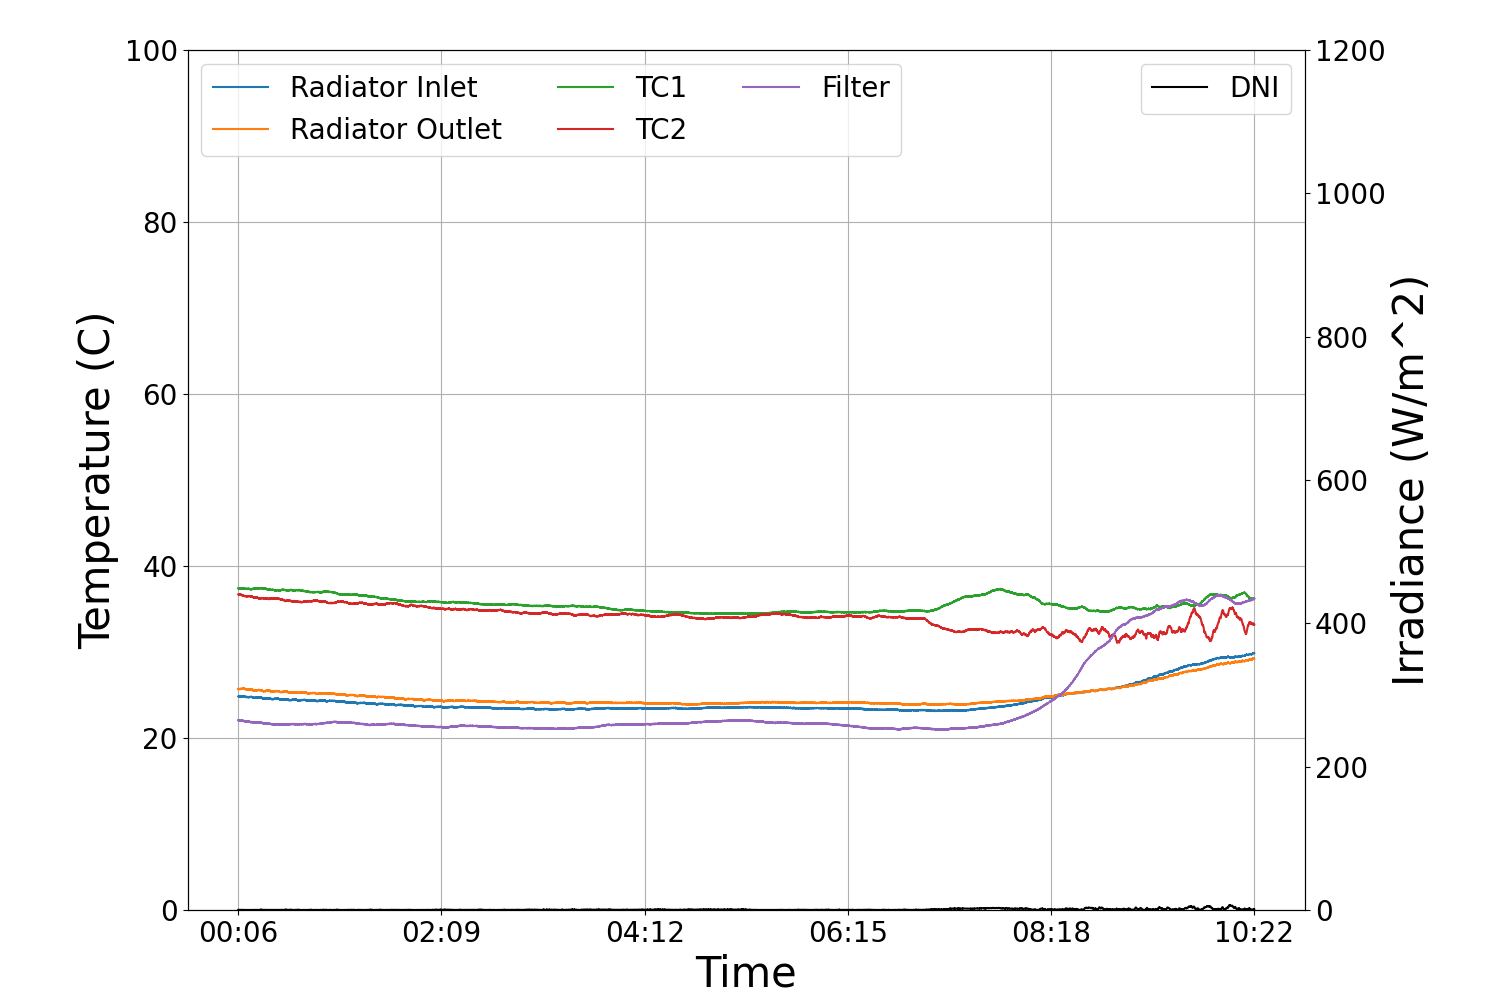 100
80
60
40
20
0
Temperature (C)
Radiator Inlet
Radiator Outlet
TC1
TC2
Filter
DNI
1200
1000
800
600
400
200
0
Irradiance (W/m^2)
00:06 02:09 04:12 06:15 08:18 10:22
Time